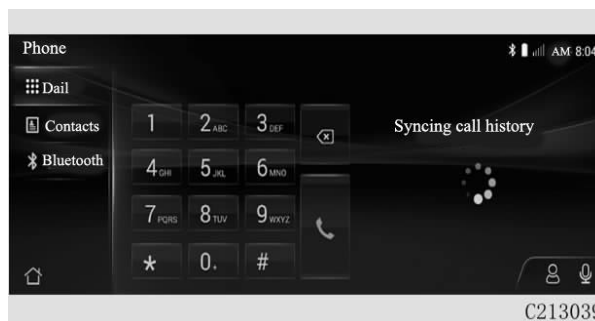 Phone
AM 8:04
Dail
Contacts
Bluetooth
1 2 ABC 3 DEF
4 GHI 5 JKL 6 MNO
7 PQRS 8 TUV 9 WXYZ
* 0. #
Syncing call history
C213039